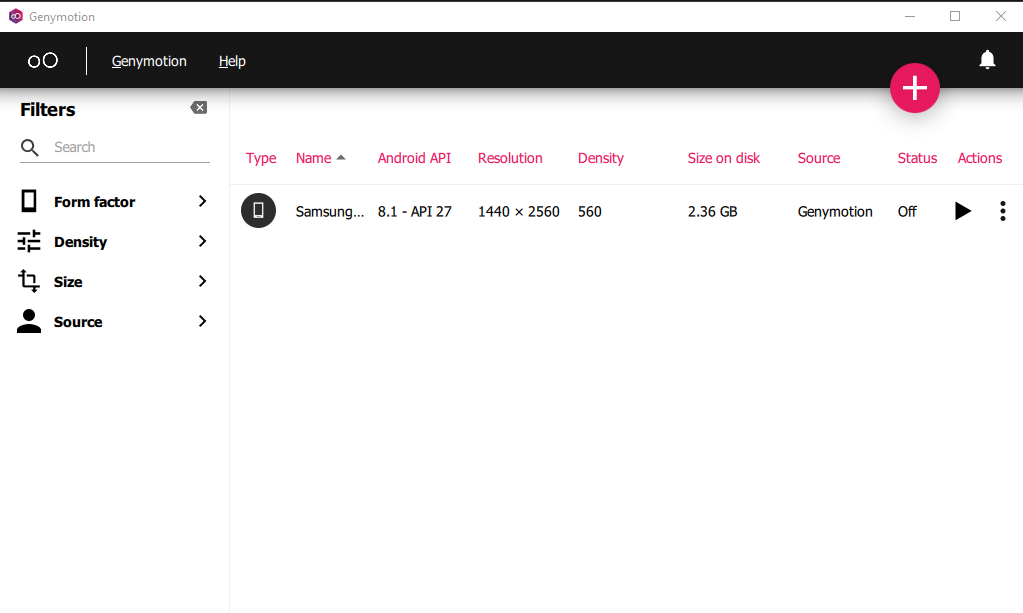 Genymotion
Genymotion Help
Filters
Search
Form factor
Density
Size
Source
Type Name Android API Resolution Density Size on disk Source Status Actions
Samsung... 8.1 - API 27 1440 × 2560 560 2.36 GB Genymotion Off